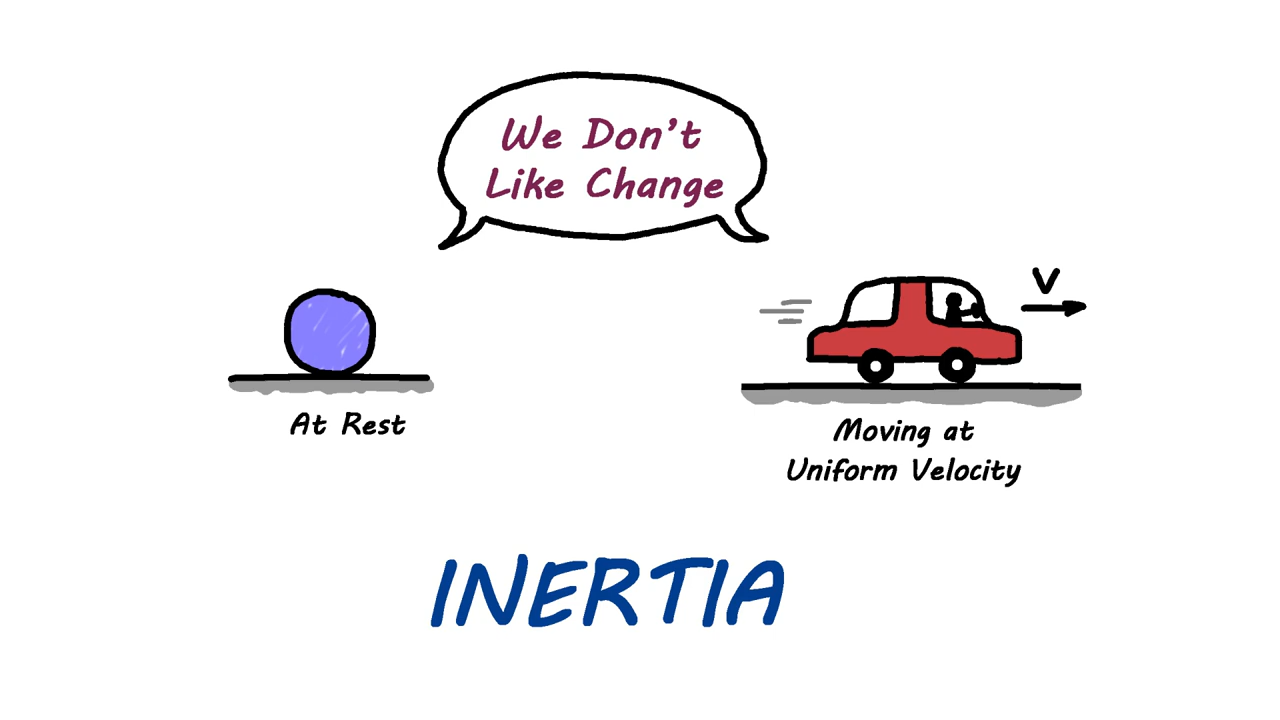 We Don't
Like Change
V
At Rest
Moving at
Uniform Velocity
INERTIA